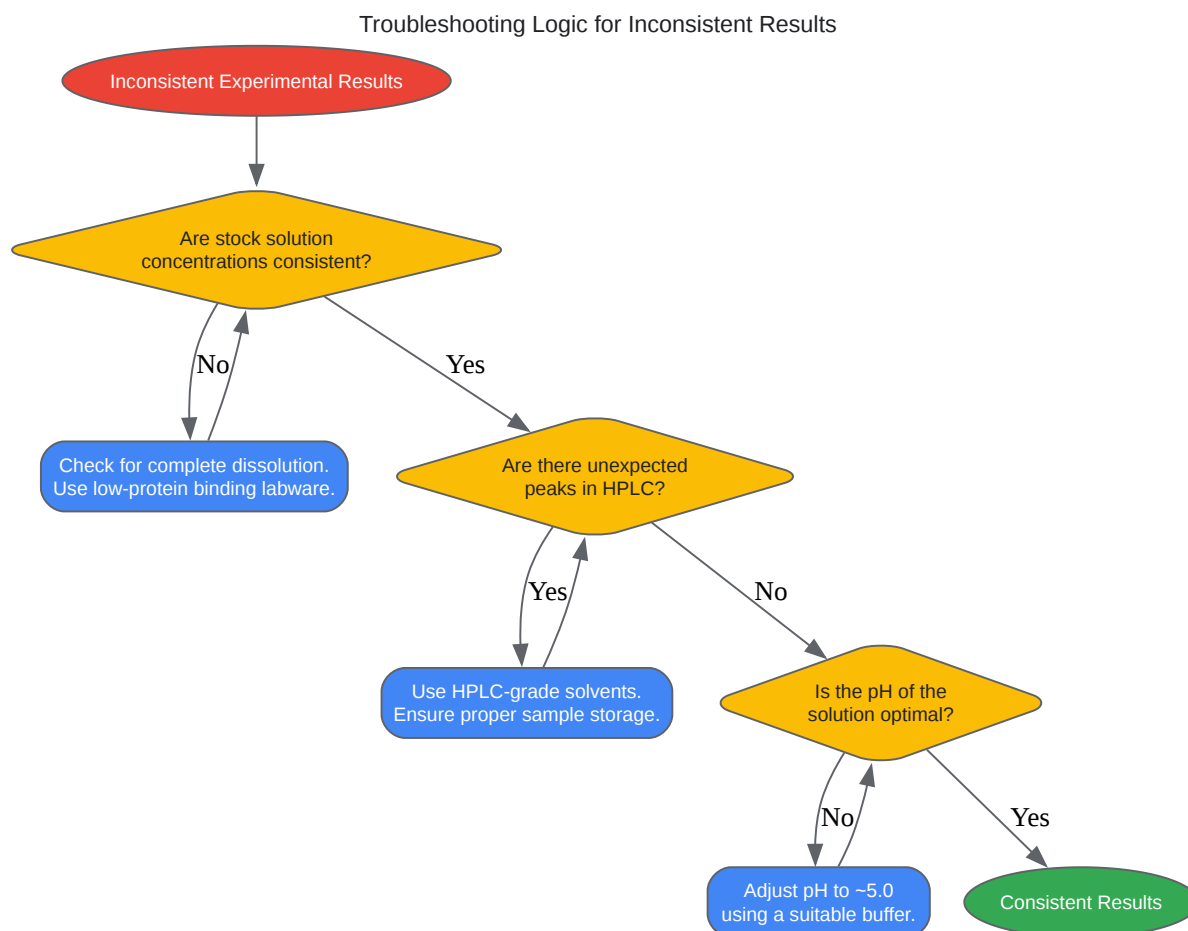 Troubleshooting Logic for Inconsistent Results
Inconsistent Experimental Results
Are stock solution
concentrations consistent?
No
Yes
Check for complete dissolution.
Use low-protein binding labware.
Are there unexpected
peaks in HPLC?
Yes
No
Use HPLC-grade solvents.
Ensure proper sample storage.
Is the pH of the
solution optimal?
No
Yes
Adjust pH to ~5.0
using a suitable buffer.
Consistent Results